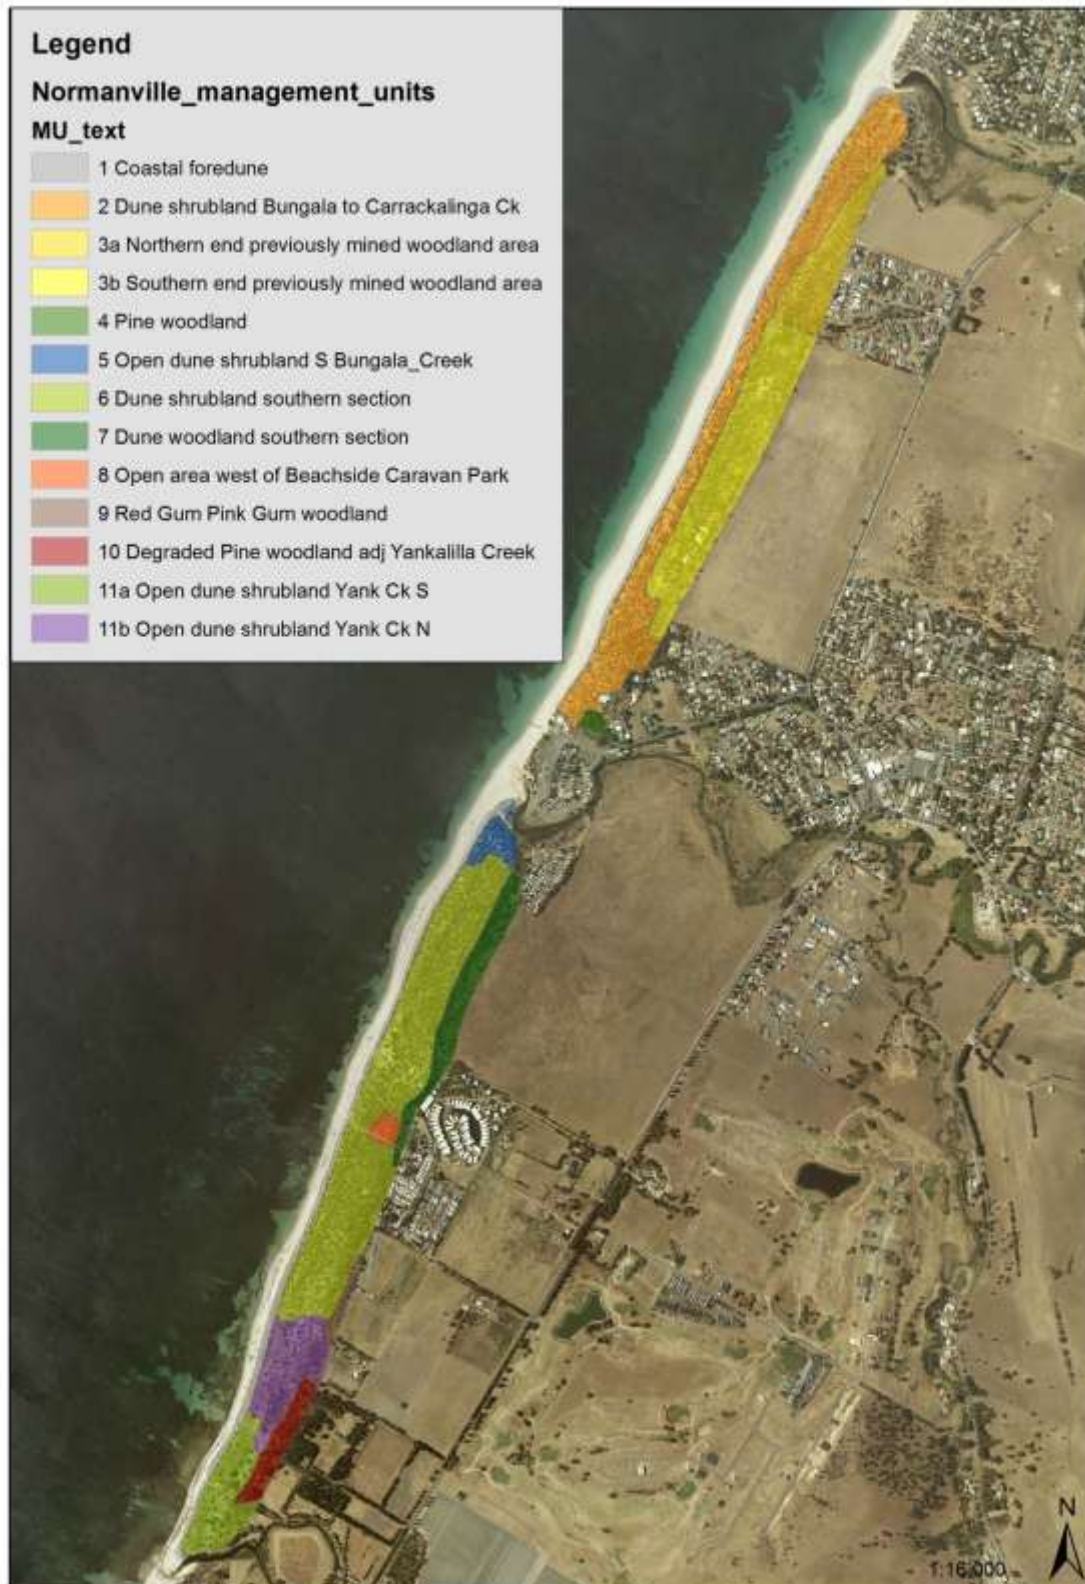 Legend
Normanville_management_units
MU_text
1 Coastal foredune
2 Dune shrubland Bungala to Carrackalinga Ck
3a Northern end previously mined woodland area
3b Southern end previously mined woodland area
4 Pine woodland
5 Open dune shrubland S Bungala_Creek
6 Dune shrubland southern section
7 Dune woodland southern section
8 Open area west of Beachside Caravan Park
9 Red Gum Pink Gum woodland
10 Degraded Pine woodland adj Yankalilla Creek
11a Open dune shrubland Yank Ck S
11b Open dune shrubland Yank Ck N
N
1:16,000